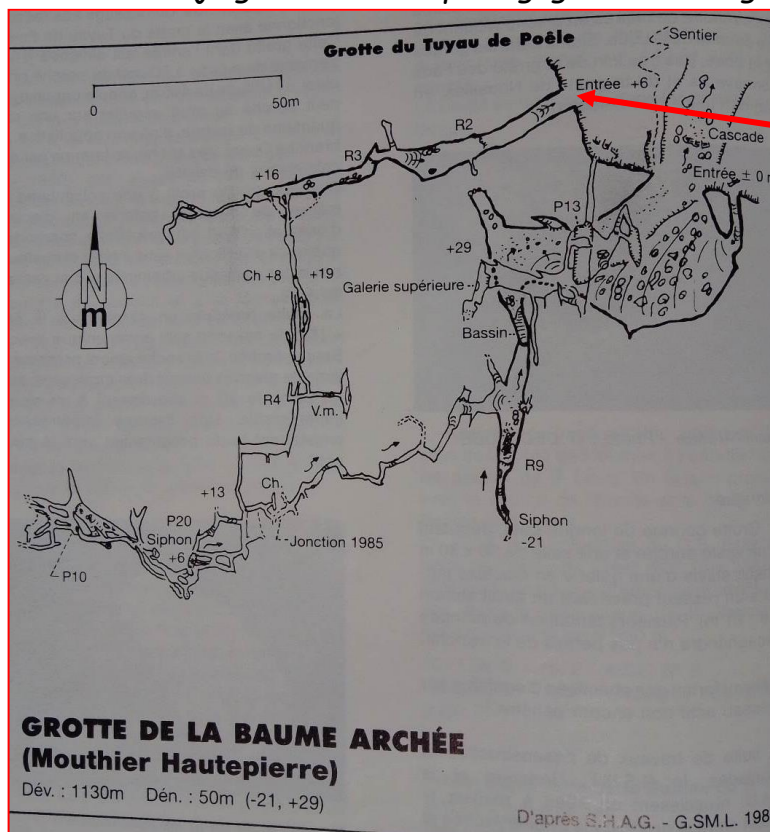 Grotte du Tuyau de Poêle
Sentier
0
50m
Entrée +6
R2
R3
Cascade
+16
Entrée ± 0
P13
+29
Ch +8
+19
Galerie supérieure
Bassin
N
m
R4
V.m.
R9
Ch.
+13
P20
Siphon
+6
Siphon
-21
Jonction 1985
P10
GROTTE DE LA BAUME ARCHÉE
(Mouthier Hautepierre)
Dév. : 1130m Dén. : 50m (-21, +29)
D'après S.H.A.G. - G.SM.L.